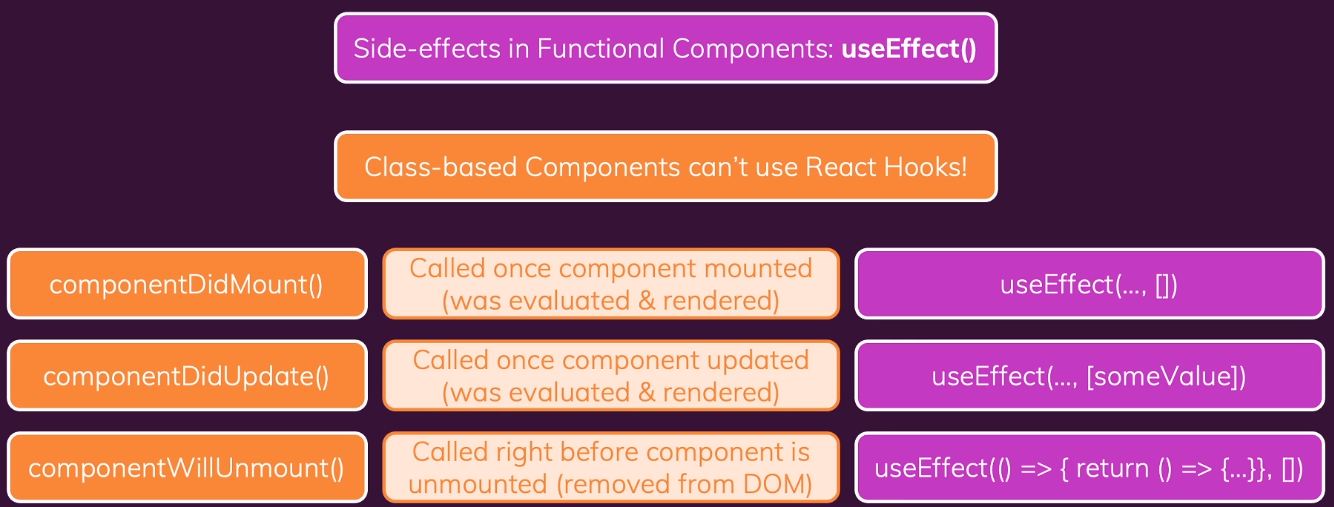 Side-effects in Functional Components: useEffect()
Class-based Components can’t use React Hooks!
componentDidMount()
Called once component mounted
(was evaluated & rendered)
useEffect(…, [])
componentDidUpdate()
Called once component updated
(was evaluated & rendered)
useEffect(…, [someValue])
componentWillUnmount()
Called right before component is
unmounted (removed from DOM)
useEffect(() => { return () => {…}}, [])